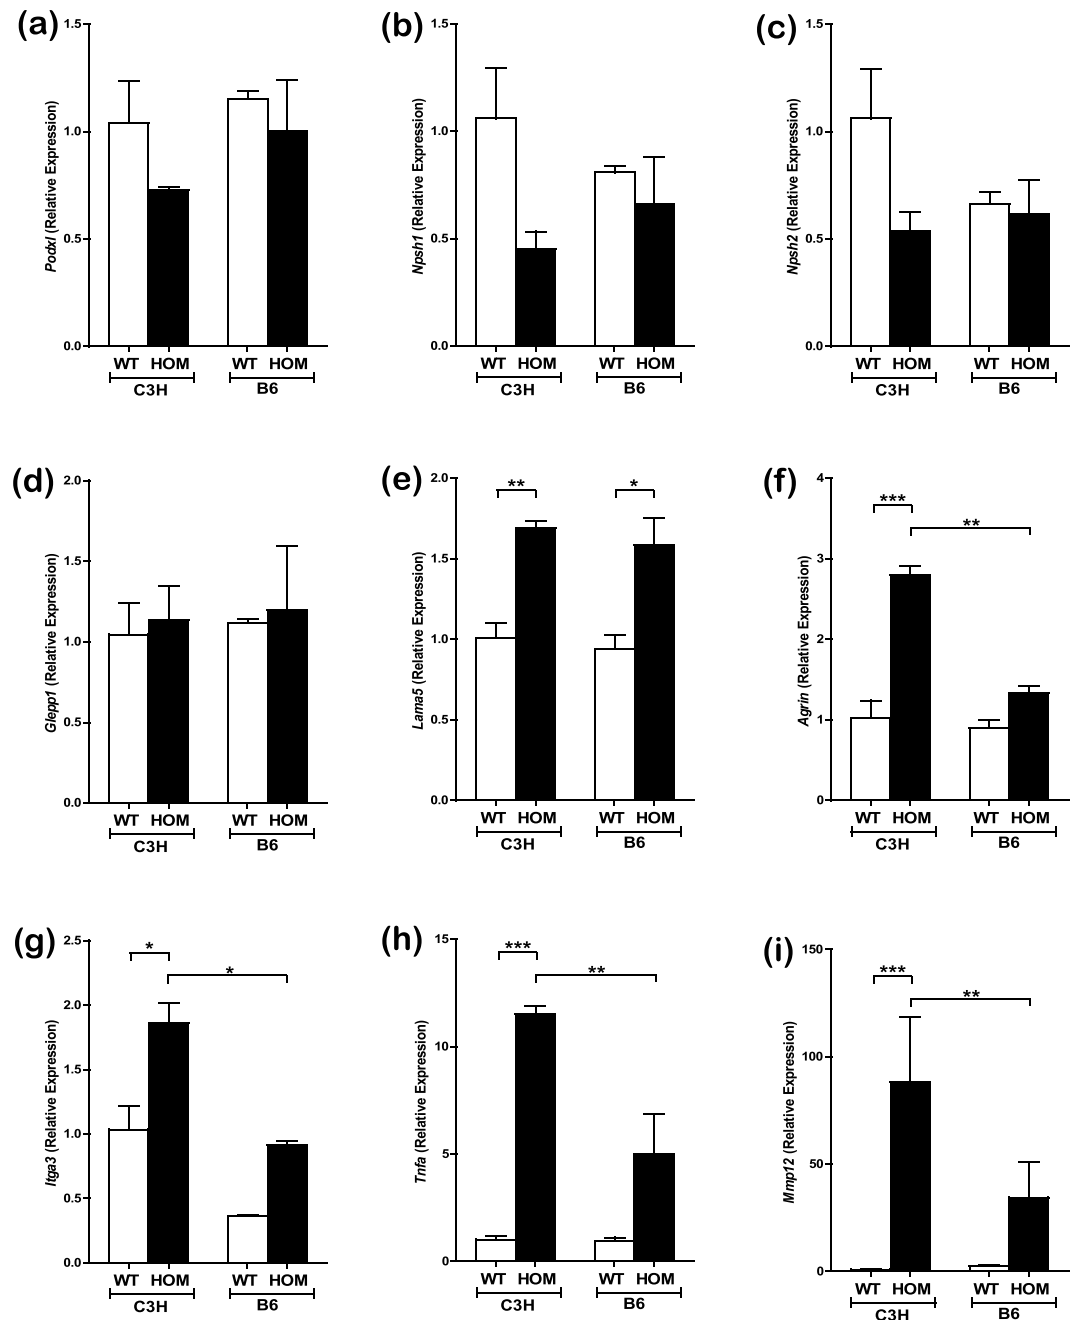 (a)
Podxl (Relative Expression)
1.5
1.0
0.5
0.0
WT HOM WT HOM
C3H B6
(b)
Npsh1 (Relative Expression)
1.5
1.0
0.5
0.0
WT HOM WT HOM
C3H B6
(c)
Npsh2 (Relative Expression)
1.5
1.0
0.5
0.0
WT HOM WT HOM
C3H B6
(d)
Glepp1 (Relative Expression)
2.0
1.5
1.0
0.5
0.0
WT HOM WT HOM
C3H B6
(e)
Lama5 (Relative Expression)
2.0
1.5
1.0
0.5
0.0
** *
WT HOM WT HOM
C3H B6
(f)
Agrin (Relative Expression)
4
3
2
1
0
***
**
WT HOM WT HOM
C3H B6
(g)
Itga3 (Relative Expression)
2.5
2.0
1.5
1.0
0.5
0.0
*
*
WT HOM WT HOM
C3H B6
(h)
Tnfa (Relative Expression)
15
10
5
0
***
**
WT HOM WT HOM
C3H B6
(i)
Mmp12 (Relative Expression)
150
100
50
0
***
**
WT HOM WT HOM
C3H B6